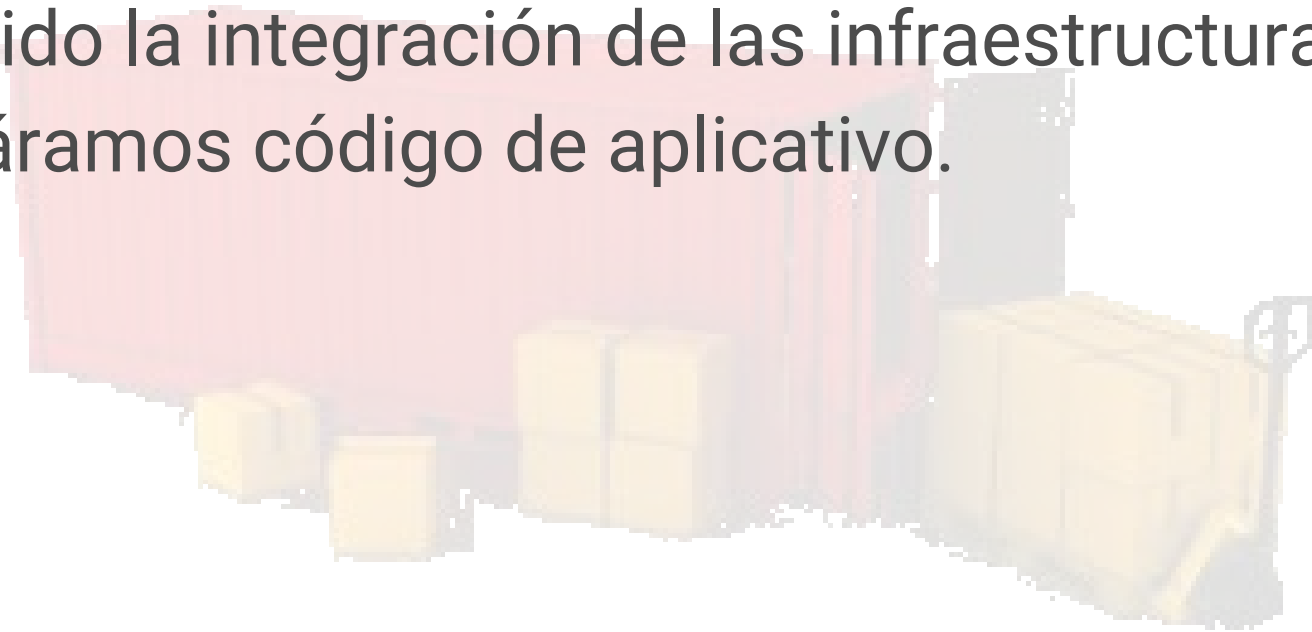 ido la integración de las infraestructura
áramos código de aplicativo.